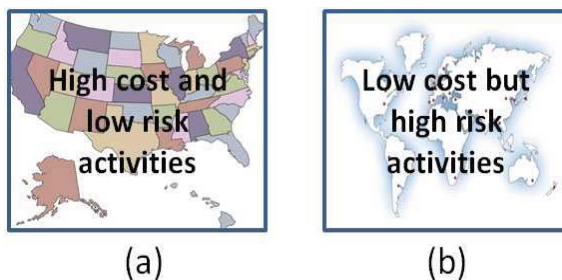 High cost and
low risk
activities
Low cost but
high risk
activities
(a)
(b)